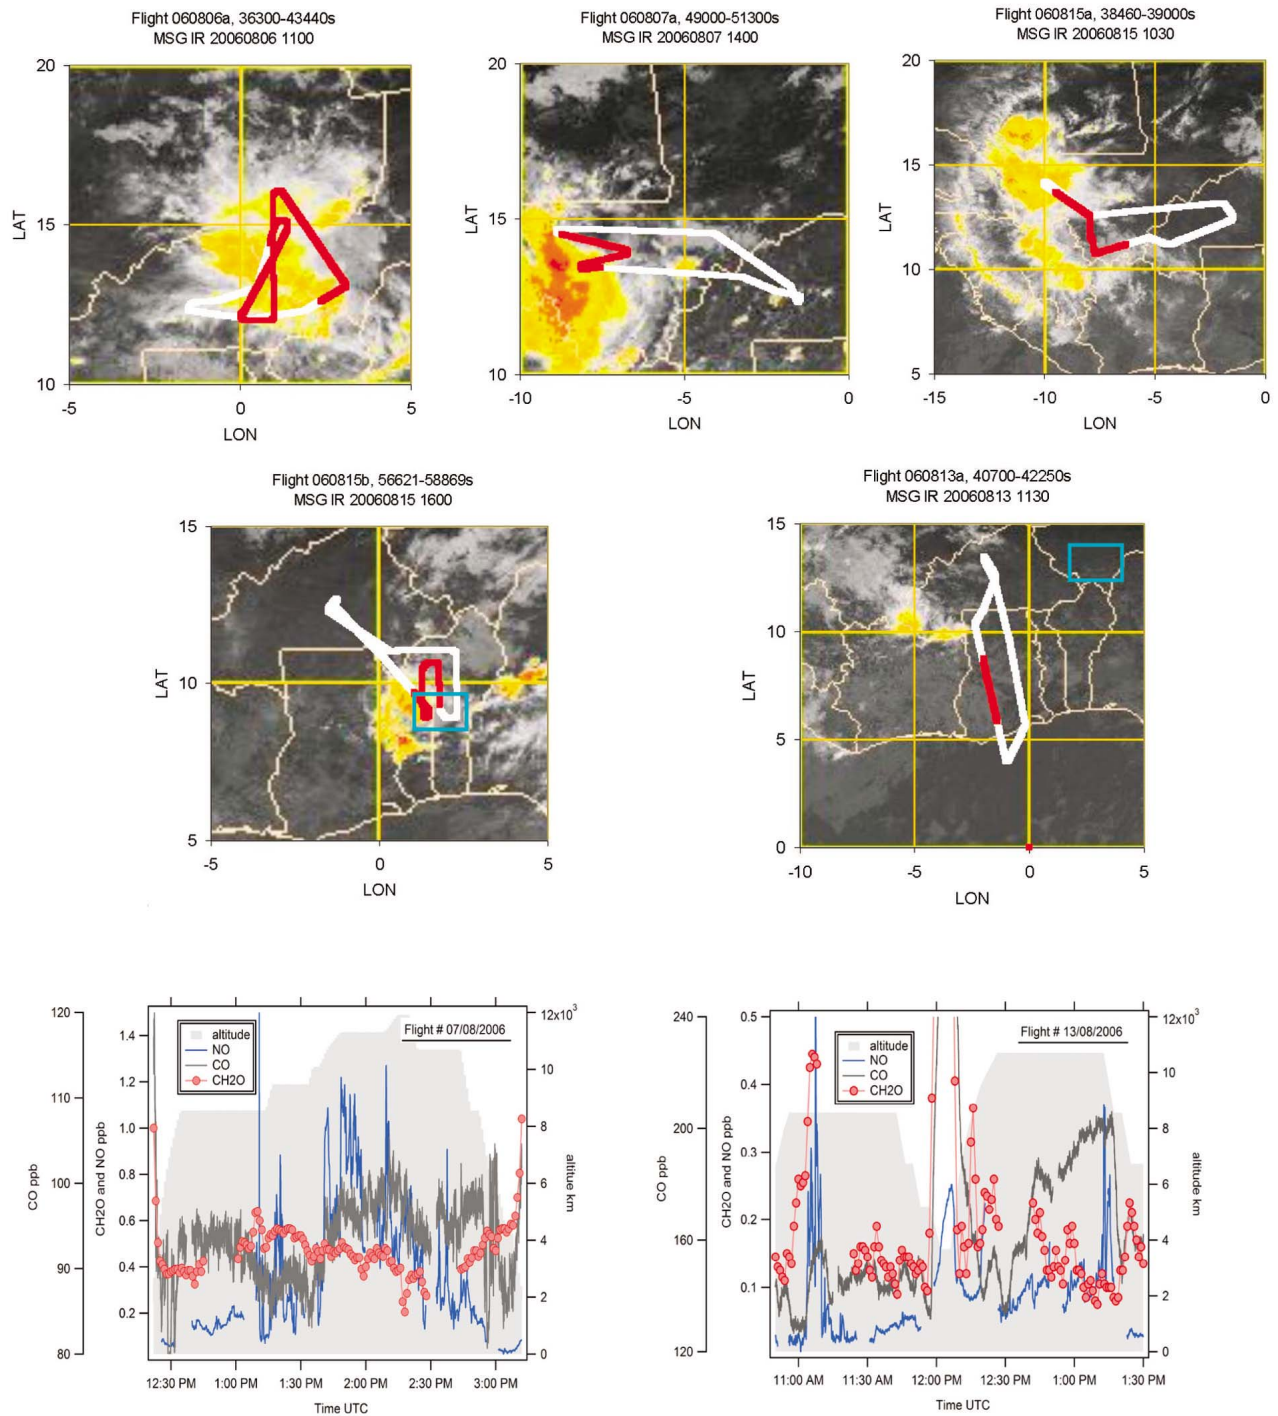 Flight 060806a, 36300-43440s
MSG IR 20060806 1100
20
15
10
LAT
-5
0
5
LON
Flight 060807a, 49000-51300s
MSG IR 20060807 1400
20
15
10
LAT
-10
-5
0
LON
Flight 060815a, 38460-39000s
MSG IR 20060815 1030
20
15
10
5
LAT
-15
-10
-5
0
LON
Flight 060815b, 56621-58869s
MSG IR 20060815 1600
15
10
5
LAT
-5
0
5
LON
Flight 060813a, 40700-42250s
MSG IR 20060813 1130
15
10
5
0
LAT
-10
-5
0
5
LON
120
110
100
90
80
CO ppb
1.4
1.2
1.0
0.8
0.6
0.4
0.2
CH2O and NO ppb
altitude
NO
CO
CH2O
Flight # 07/08/2006
12x10³
10
8
6
4
2
0
altitue km
12:30 PM
1:00 PM
1:30 PM
2:00 PM
2:30 PM
3:00 PM
Time UTC
240
200
160
120
CO ppb
0.5
0.4
0.3
0.2
0.1
CH2O and NO ppb
altitude
NO
CO
CH2O
Flight # 13/08/2006
12x10³
10
8
6
4
2
0
altitude km
11:00 AM
11:30 AM
12:00 PM
12:30 PM
1:00 PM
1:30 PM
Time UTC